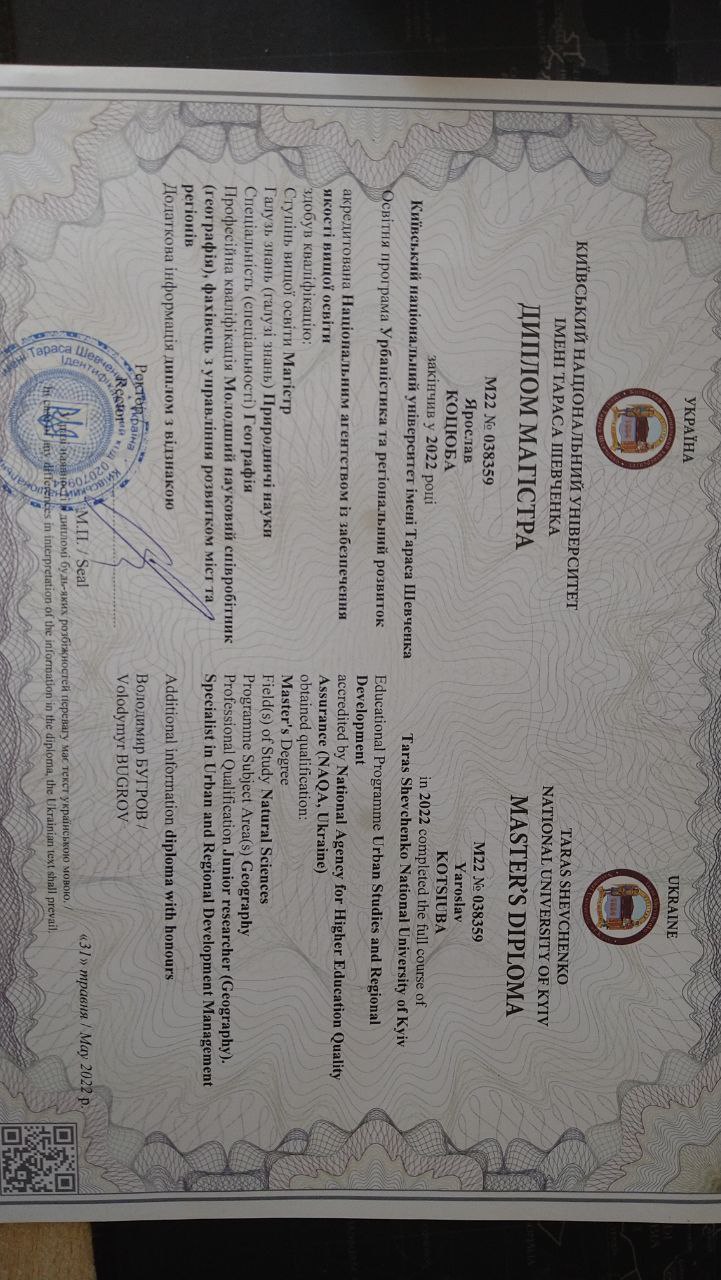 УКРАЇНА
КИЇВСЬКИЙ НАЦІОНАЛЬНИЙ УНІВЕРСИТЕТ
ІМЕНІ ТАРАСА ШЕВЧЕНКА
ДИПЛОМ МАГІСТРА
М22 № 038359
Ярослав
КОЦЮБА
закінчив у 2022 році
Київський національний університет імені Тараса Шевченка
Освітня програма Урбаністика та регіональний розвиток
акредитована Національним агентством із забезпечення
якості вищої освіти
здобув кваліфікацію:
Ступінь вищої освіти Магістр
Галузь знань (галузі знань) Природничі науки
Спеціальність (спеціальності) Географія
Професійна кваліфікація Молодший науковий співробітник
(географія), фахівець з управління розвитком міст та
регіонів
Додаткова інформація диплом з відзнакою
Ректор /
Rector
М.П. / Seal
UKRAINE
TARAS SHEVCHENKO
NATIONAL UNIVERSITY OF KYIV
MASTER'S DIPLOMA
M22 № 038359
Yaroslav
KOTSIUBA
in 2022 completed the full course of
Taras Shevchenko National University of Kyiv
Educational Programme Urban Studies and Regional
Development
accredited by National Agency for Higher Education Quality
Assurance (NAQA, Ukraine)
obtained qualification:
Master's Degree
Field(s) of Study Natural Sciences
Programme Subject Area(s) Geography
Professional Qualification Junior researcher (Geography).
Specialist in Urban and Regional Development Management
Additional information diploma with honours
Володимир БУГРОВ /
Volodymyr BUGROV
«31» травня / May 2022 р.
наявності в дипломі будь-яких розбіжностей перевагу має текст українською мовою. /
In case of any differences in interpretation of the information in the diploma, the Ukrainian text shall prevail.